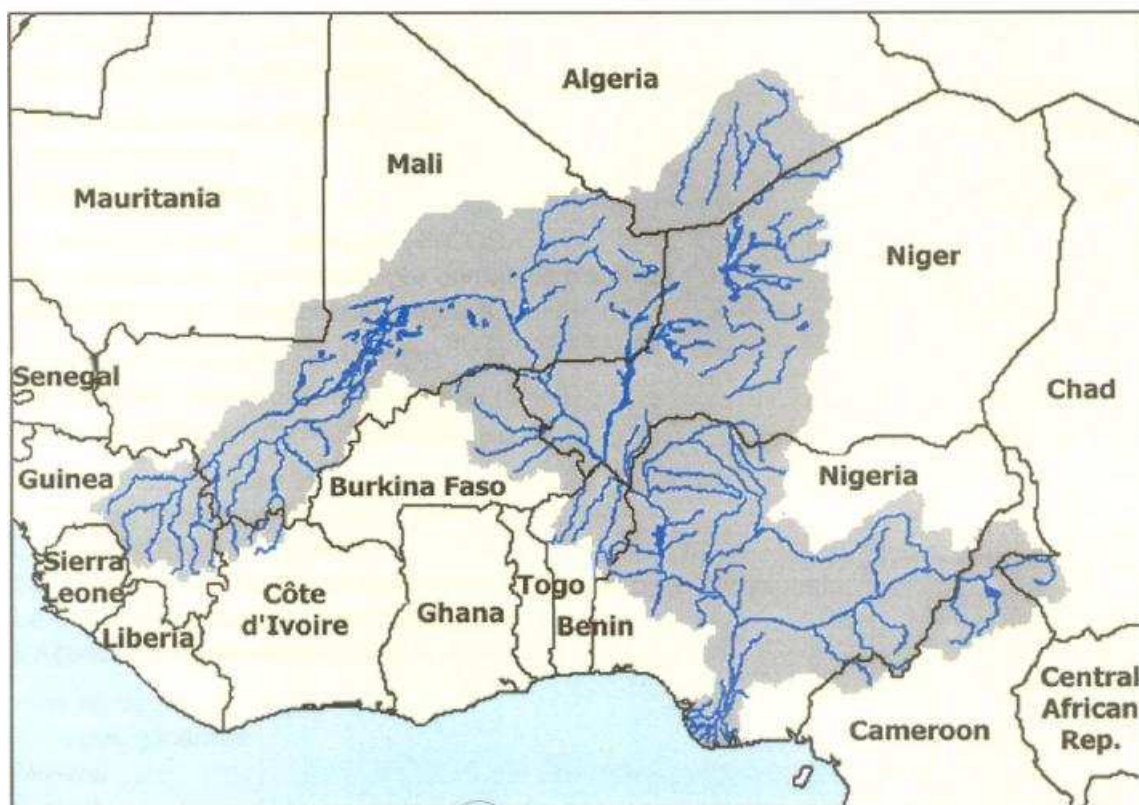 Algeria
Mali
Mauritania
Niger
Senegal
Chad
Guinea
Nigeria
Burkina Faso
Sierra
Leone
Côte
d'Ivoire
Togo
Ghana
Benin
Liberia
Central
African
Rep.
Cameroon